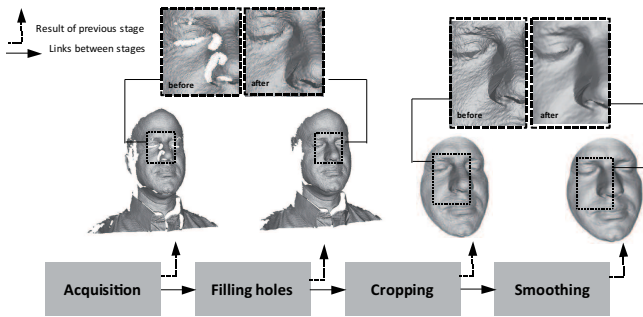 Result of previous stage
Links between stages
before
after
before
after
Acquisition
Filling holes
Cropping
Smoothing